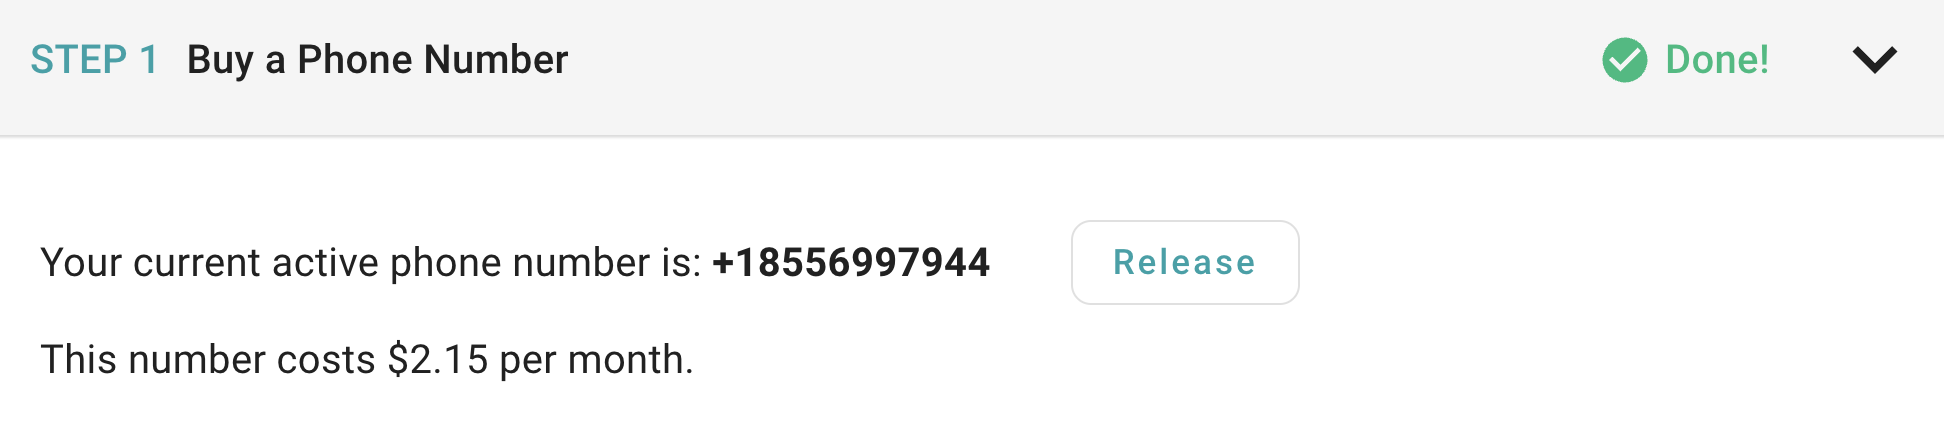 STEP 1 Buy a Phone Number Done!
Your current active phone number is: +18556997944 Release
This number costs $2.15 per month.